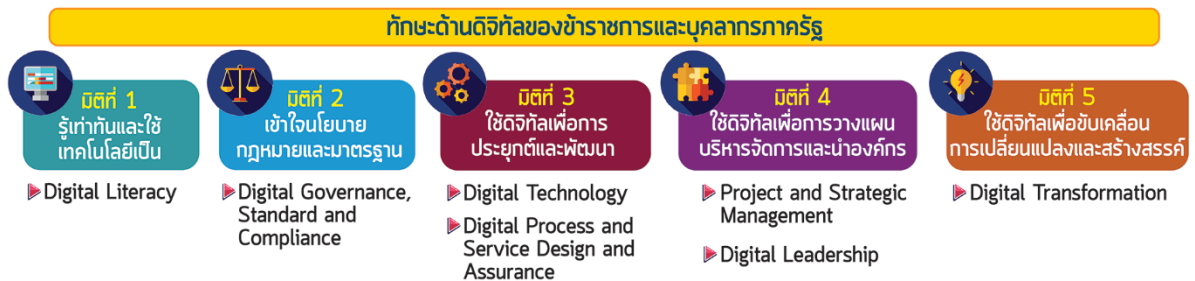 ทักษะด้านดิจิทัลของข้าราชการและบุคลากรภาครัฐ
มิติที่ 1
รู้เท่าทันและใช้
เทคโนโลยีเป็น
Digital Literacy
มิติที่ 2
เข้าใจนโยบาย
กฎหมายและมาตรฐาน
Digital Governance,
Standard and
Compliance
มิติที่ 3
ใช้ดิจิทัลเพื่อการ
ประยุกต์และพัฒนา
Digital Technology
Digital Process and
Service Design and
Assurance
มิติที่ 4
ใช้ดิจิทัลเพื่อการวางแผน
บริหารจัดการและนำองค์กร
Project and Strategic
Management
Digital Leadership
มิติที่ 5
ใช้ดิจิทัลเพื่อขับเคลื่อน
การเปลี่ยนแปลงและสร้างสรรค์
Digital Transformation